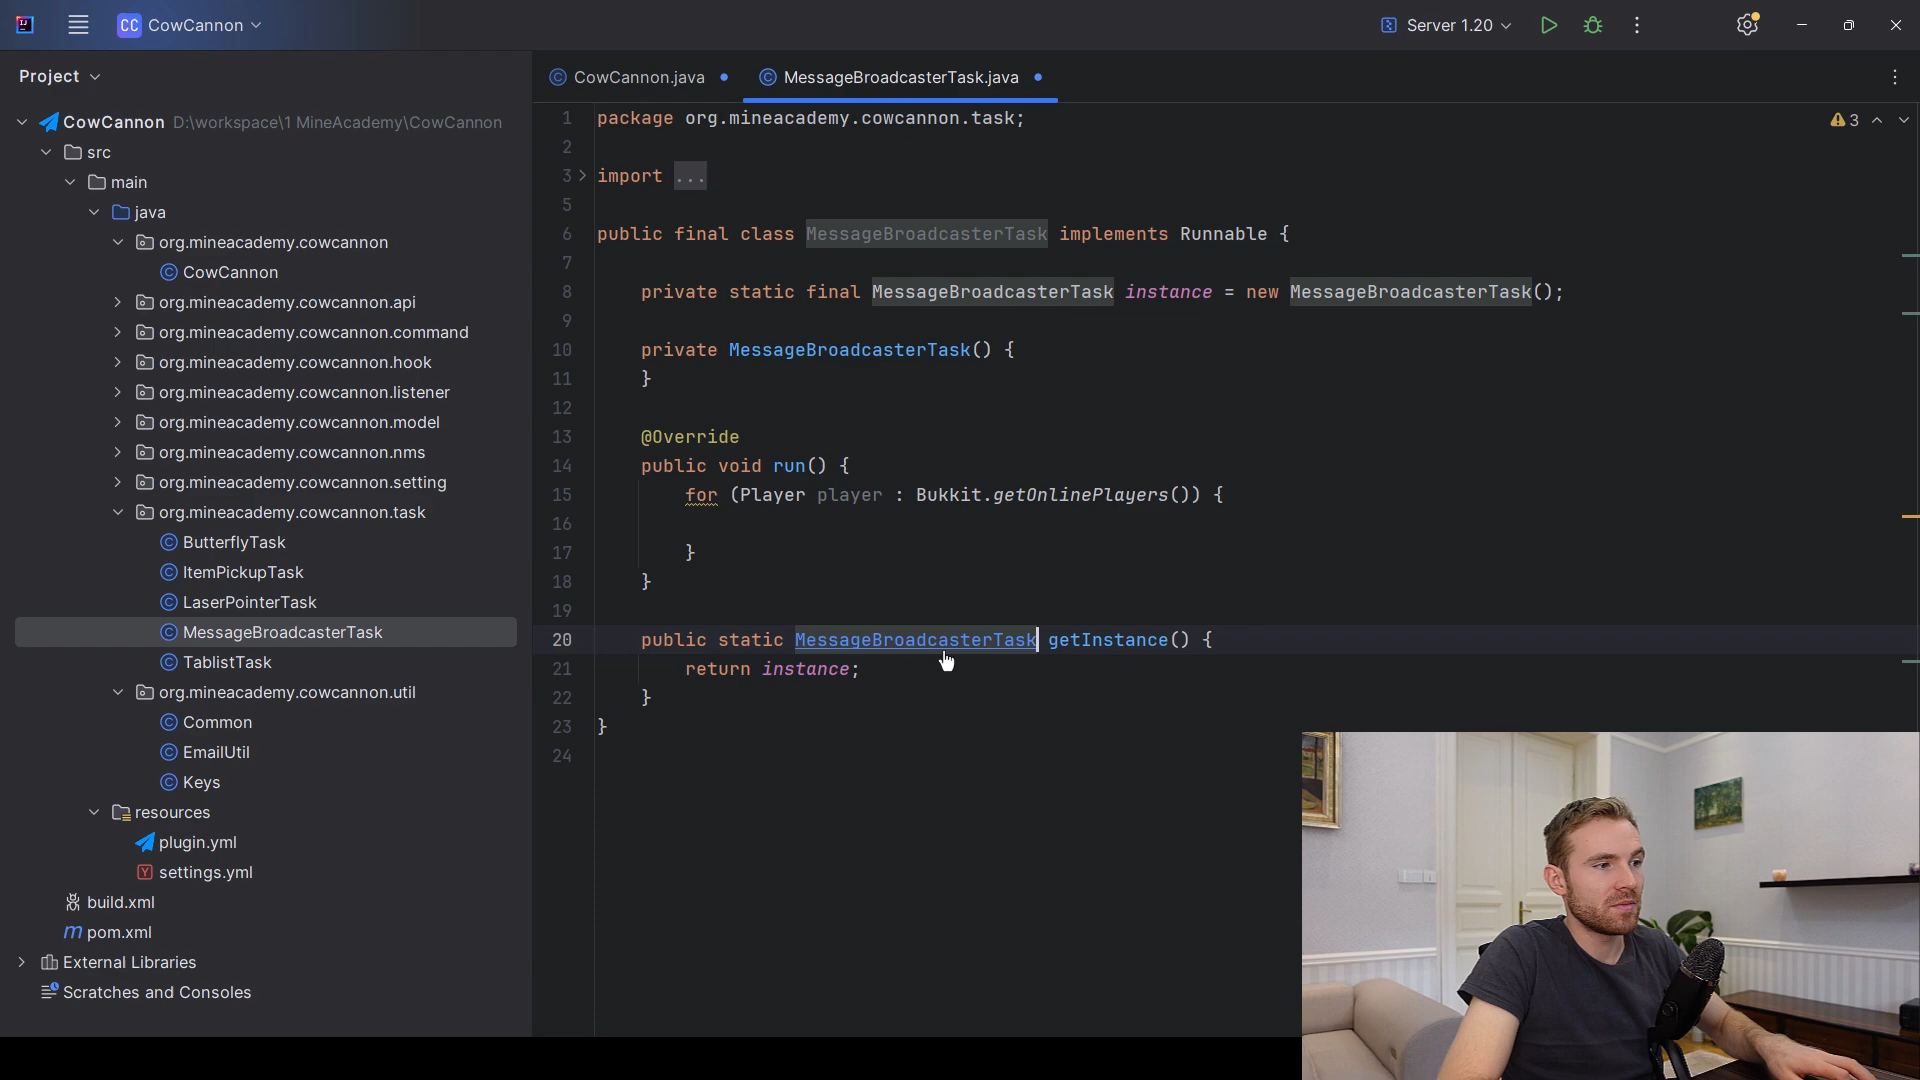 CC CowCannon
Server 1.20
Project
CowCannon.java
MessageBroadcasterTask.java
CowCannon D:\workspace\1 MineAcademy\CowCannon
src
main
java
org.mineacademy.cowcannon
CowCannon
org.mineacademy.cowcannon.api
org.mineacademy.cowcannon.command
org.mineacademy.cowcannon.hook
org.mineacademy.cowcannon.listener
org.mineacademy.cowcannon.model
org.mineacademy.cowcannon.nms
org.mineacademy.cowcannon.setting
org.mineacademy.cowcannon.task
ButterflyTask
ItemPickupTask
LaserPointerTask
MessageBroadcasterTask
TablistTask
org.mineacademy.cowcannon.util
Common
EmailUtil
Keys
resources
plugin.yml
settings.yml
build.xml
pom.xml
External Libraries
Scratches and Consoles
3
1 package org.mineacademy.cowcannon.task;
2
3 import ...
5
6 public final class MessageBroadcasterTask implements Runnable {
7
8 private static final MessageBroadcasterTask instance = new MessageBroadcasterTask();
9
10 private MessageBroadcasterTask() {
11 }
12
13 @Override
14 public void run() {
15 for (Player player : Bukkit.getOnlinePlayers()) {
16
17 }
18 }
19
20 public static MessageBroadcasterTask getInstance() {
21 return instance;
22 }
23 }
24